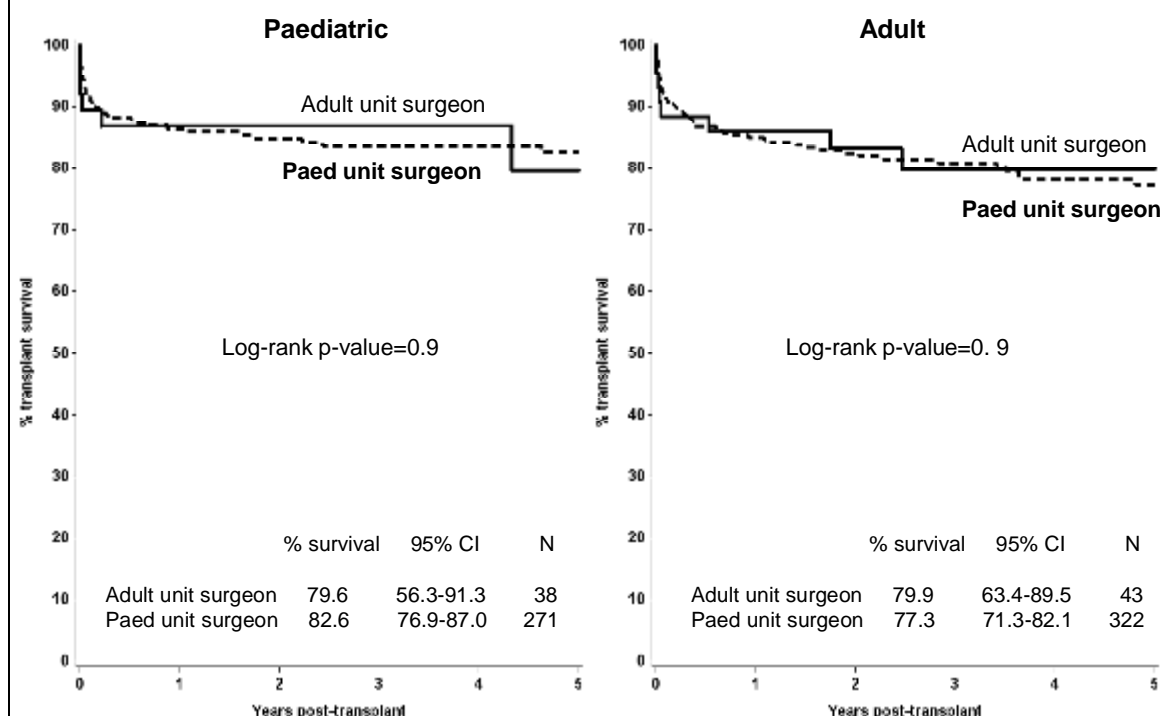 Paediatric
100
90
80
70
60
50
40
30
20
10
0
% transplant survival
Adult unit surgeon
Paed unit surgeon
Log-rank p-value=0.9
% survival 95% CI N
Adult unit surgeon 79.6 56.3-91.3 38
Paed unit surgeon 82.6 76.9-87.0 271
0 1 2 3 4 5
Years post-transplant
Adult
100
90
80
70
60
50
40
30
20
10
0
% transplant survival
Adult unit surgeon
Paed unit surgeon
Log-rank p-value=0. 9
% survival 95% CI N
Adult unit surgeon 79.9 63.4-89.5 43
Paed unit surgeon 77.3 71.3-82.1 322
0 1 2 3 4 5
Years post-transplant